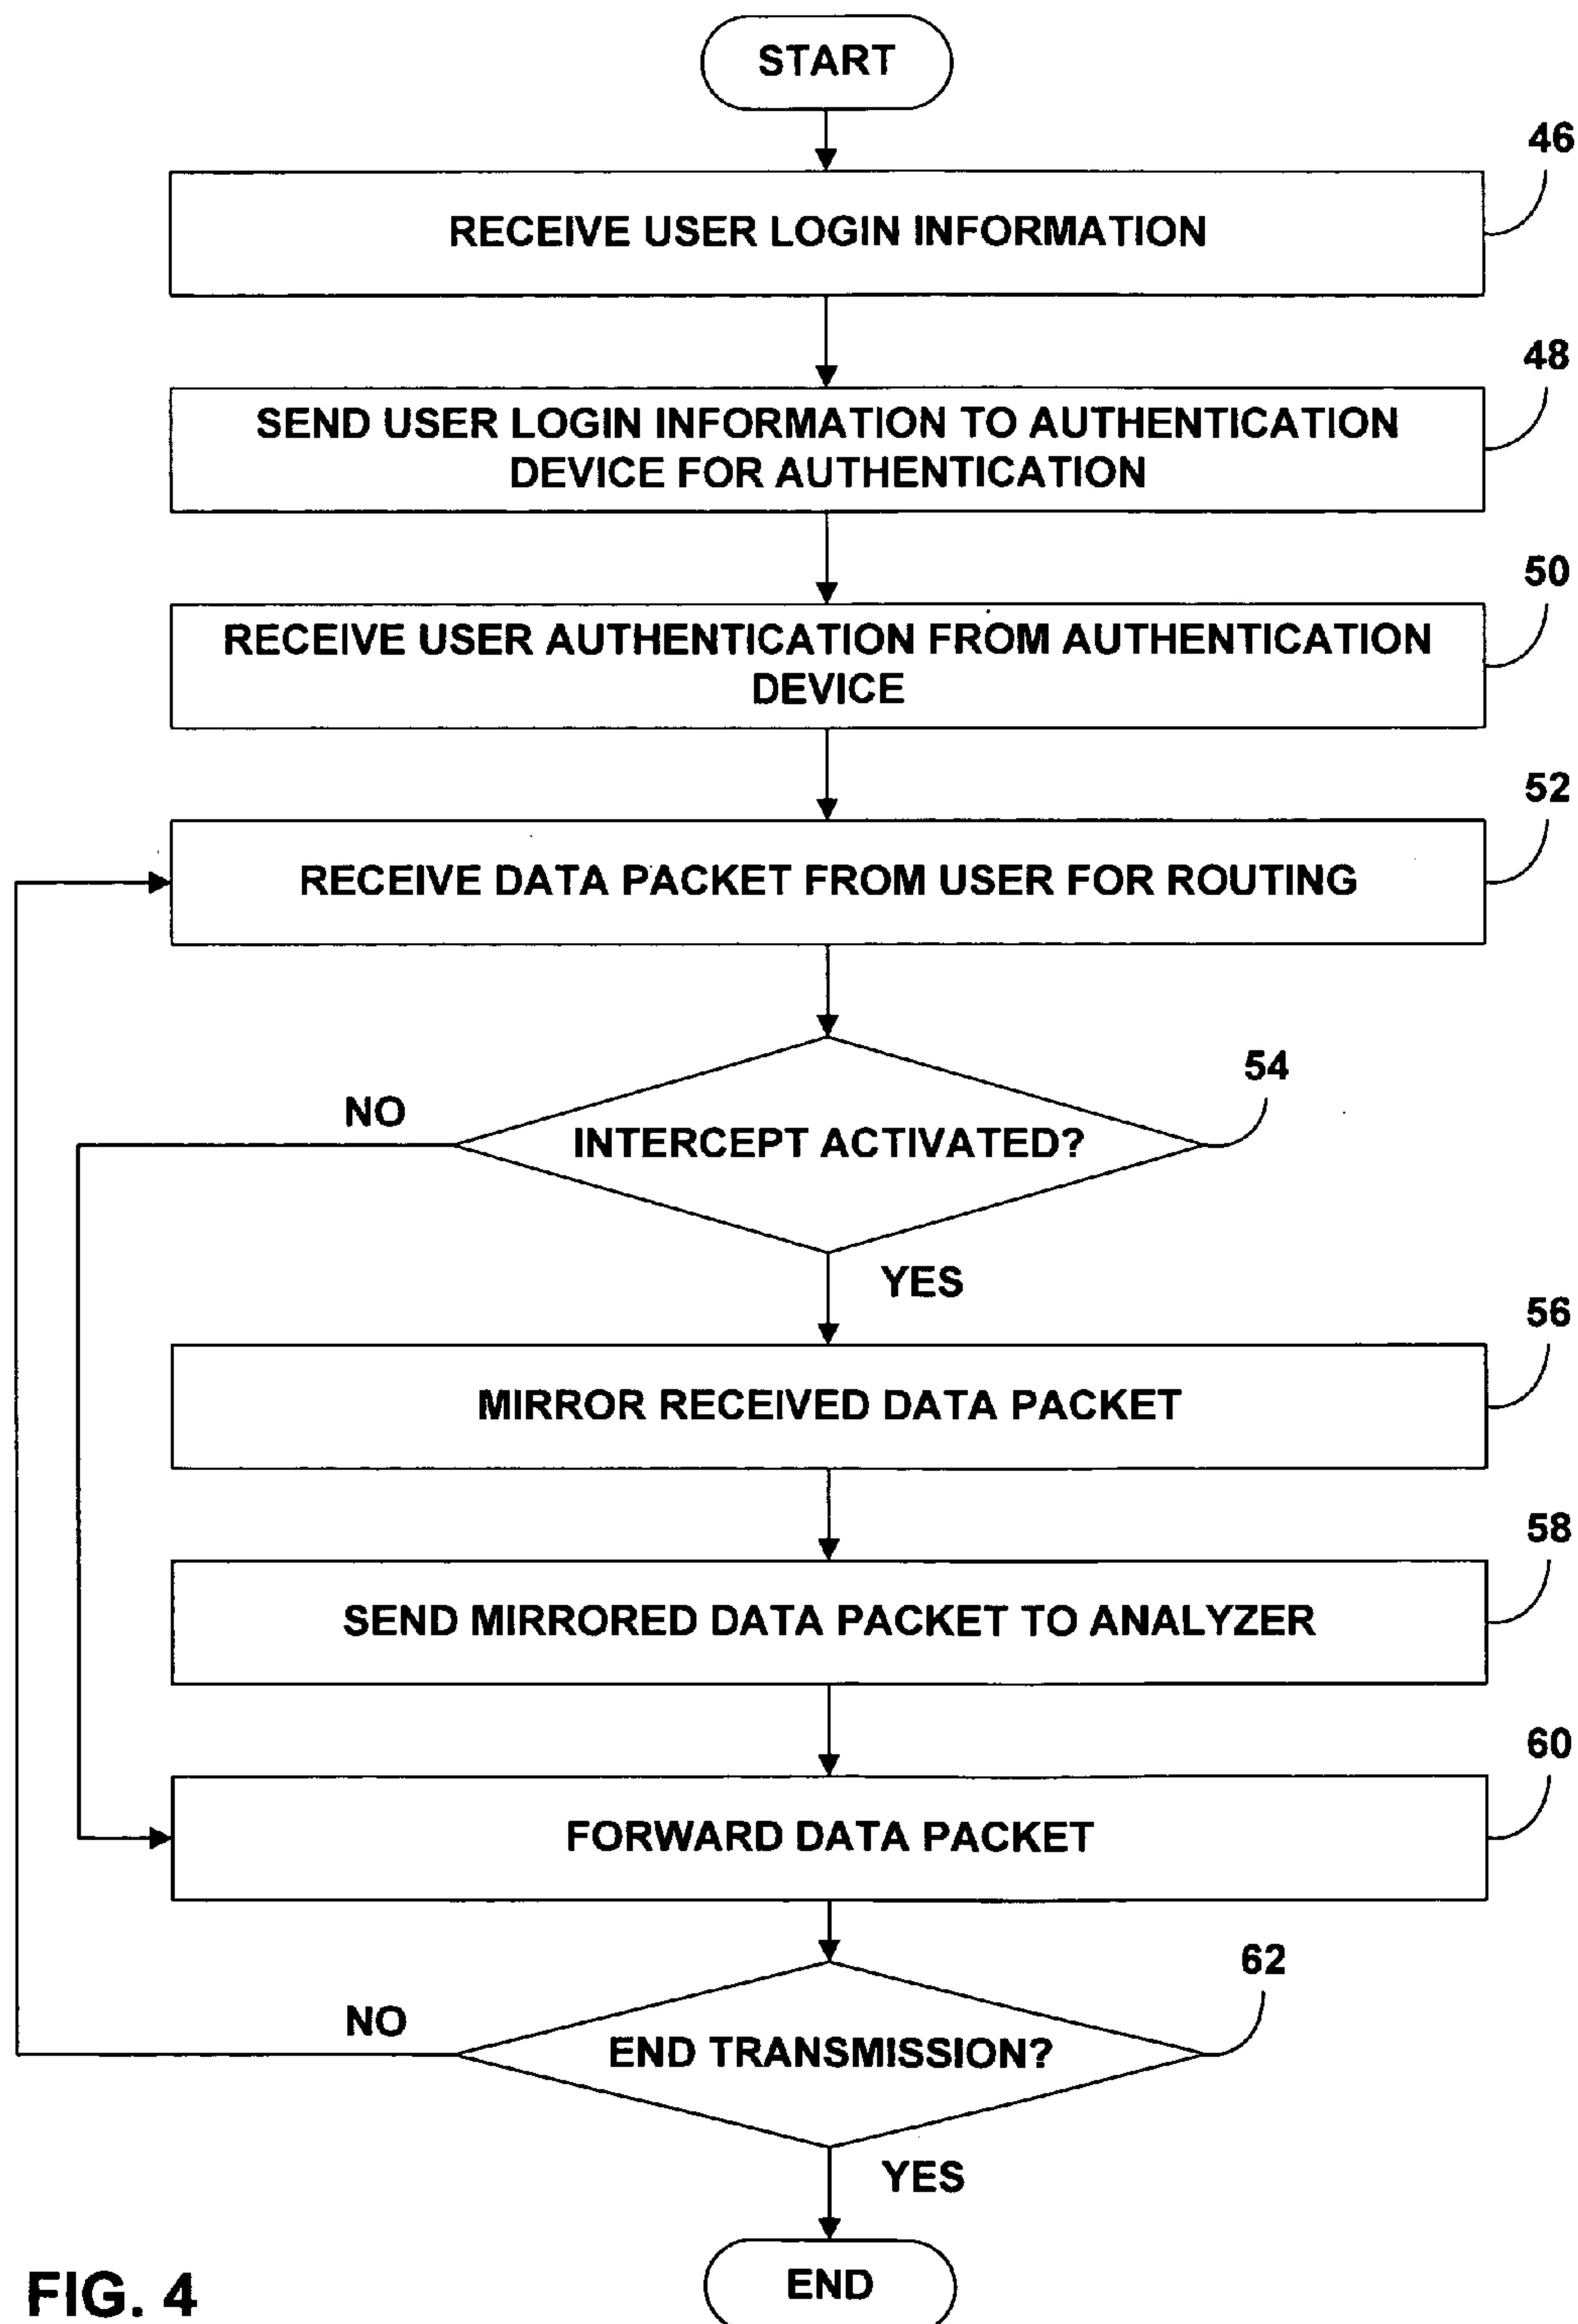 START
46
RECEIVE USER LOGIN INFORMATION
48
SEND USER LOGIN INFORMATION TO AUTHENTICATION
DEVICE FOR AUTHENTICATION
50
RECEIVE USER AUTHENTICATION FROM AUTHENTICATION
DEVICE
52
RECEIVE DATA PACKET FROM USER FOR ROUTING
54
NO
INTERCEPT ACTIVATED?
YES
56
MIRROR RECEIVED DATA PACKET
58
SEND MIRRORED DATA PACKET TO ANALYZER
60
FORWARD DATA PACKET
62
NO
END TRANSMISSION?
YES
END
FIG. 4